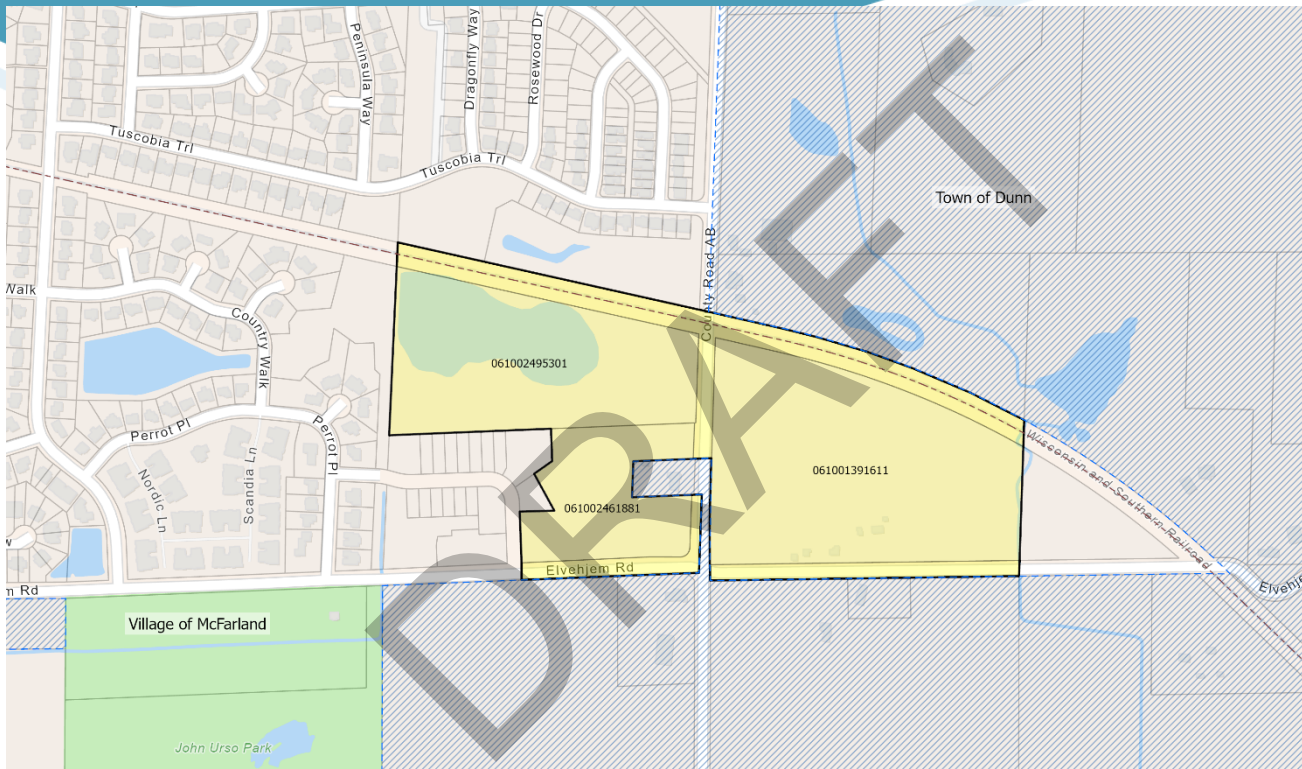 Peninsula Way
Dragonfly Way
Rosewood Dr
Tuscobia Trl
Tuscobia Trl
Town of Dunn
County Road AB
Walk
Country Walk
061002495301
Perrot Pl
Perrot Pl
Nordic Ln
Scandia Ln
061001391611
061002461881
Wisconsin and Southern Railroad
w
m Rd
Elvehjem Rd
Elvehje
Village of McFarland
John Urso Park
DRAFT